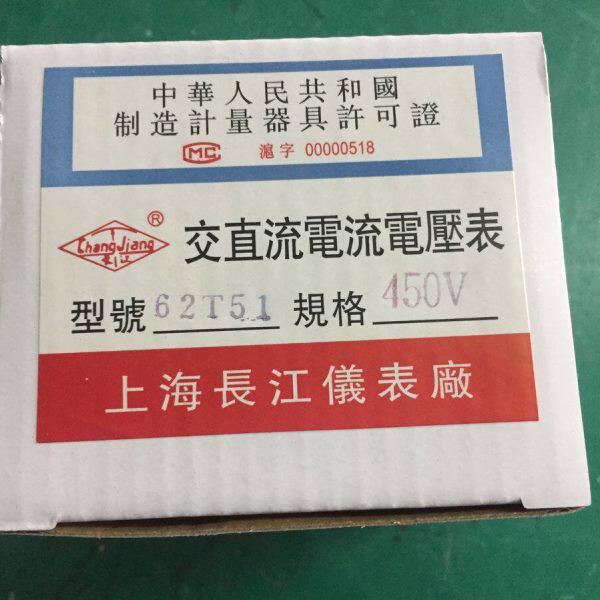 中華人民共和國
制造計量器具許可證
MC 滬字 00000518
ChangJiang ® 交直流電流電壓表
長江
型號 62T51 規格 450V
上海長江儀表廠